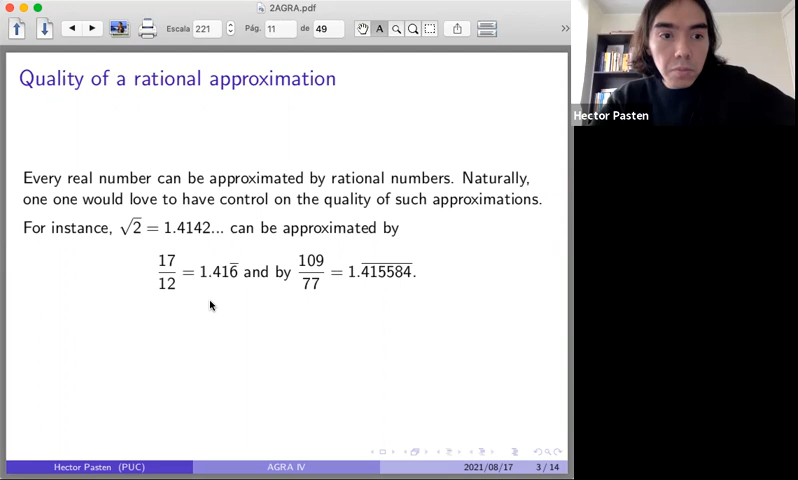 2AGRA.pdf
Escala 221 Pág. 11 de 49
Quality of a rational approximation
Hector Pasten
Every real number can be approximated by rational numbers. Naturally,
one one would love to have control on the quality of such approximations.
For instance, √2 = 1.4142... can be approximated by
17/12 = 1.416̅ and by 109/77 = 1.4̅1̅5̅5̅8̅4̅.
Hector Pasten (PUC) AGRA IV 2021/08/17 3 / 14